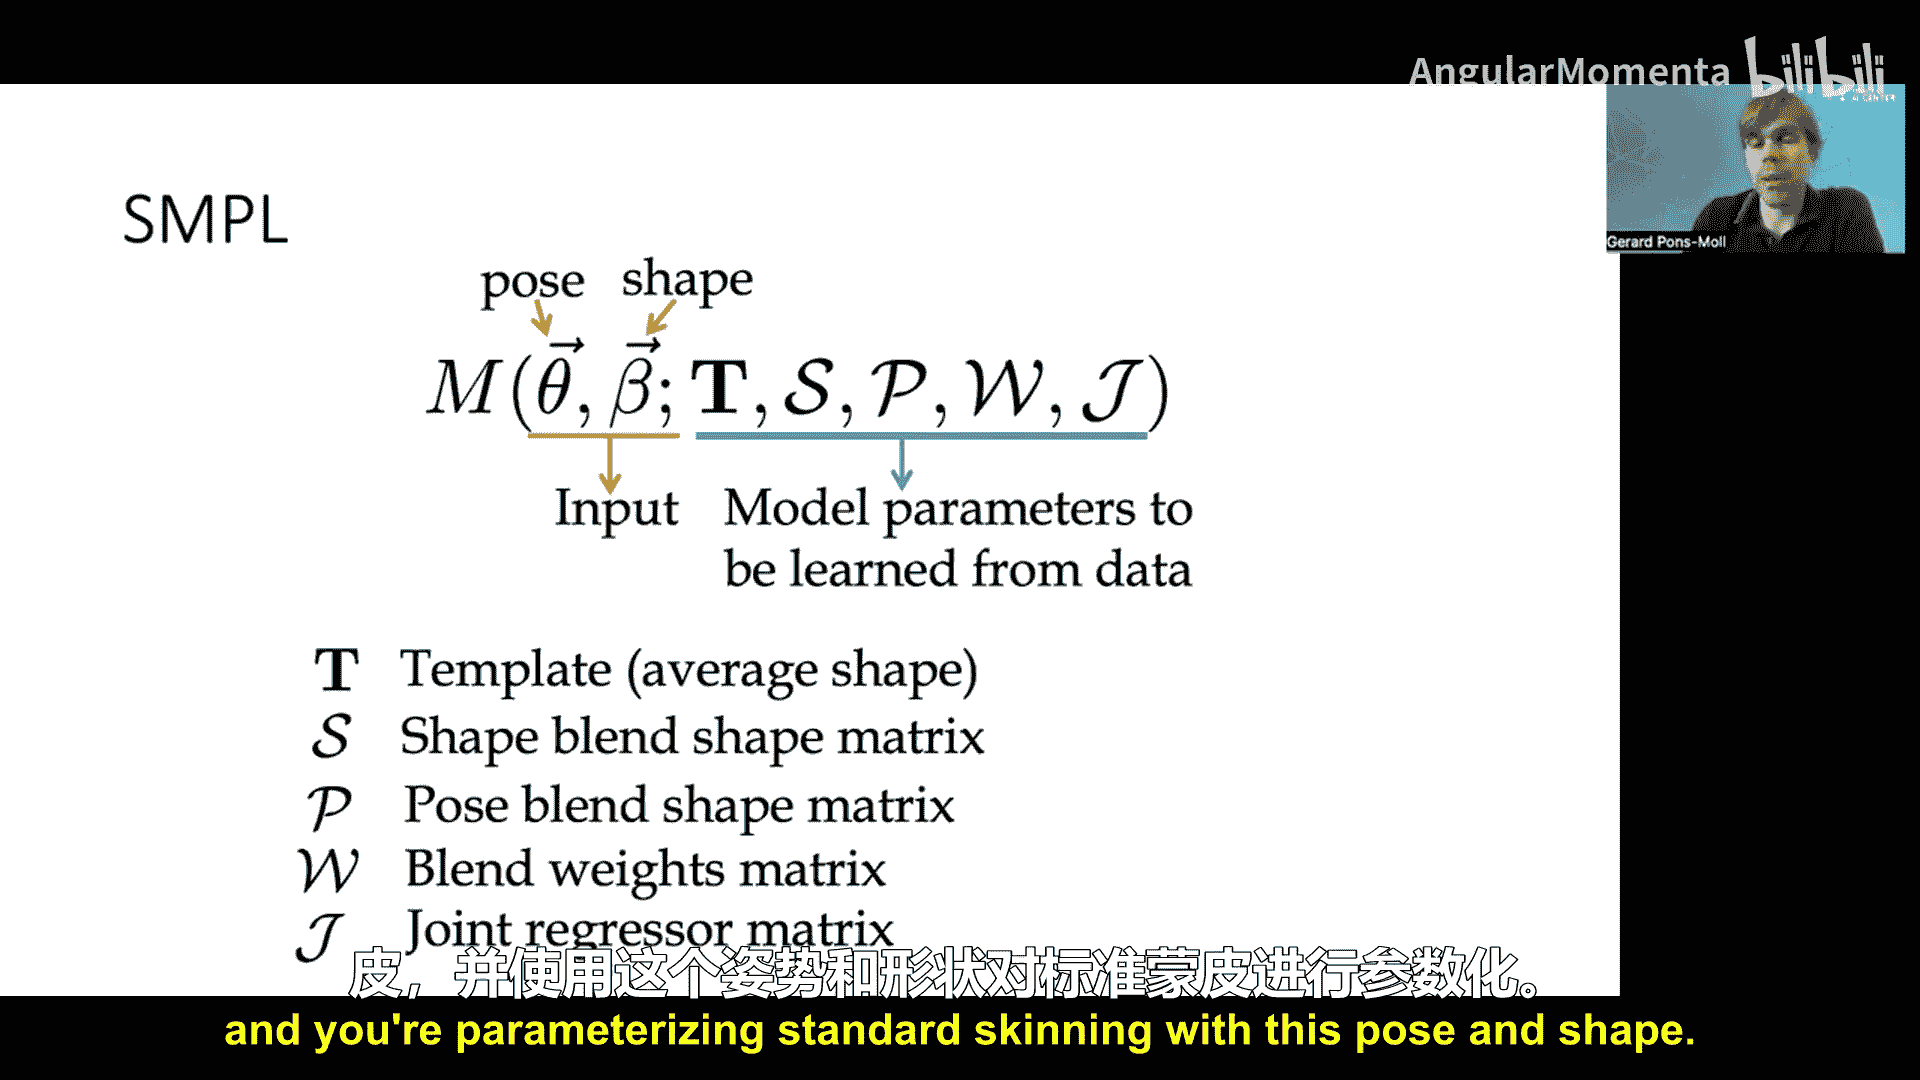 AngularMomenta bilibili
Gerard Pons-Moll
SMPL
pose shape
M(θ⃗, β⃗; T, 𝒮, 𝒫, 𝒲, 𝒥)
Input
Model parameters to
be learned from data
T Template (average shape)
𝒮 Shape blend shape matrix
𝒫 Pose blend shape matrix
𝒲 Blend weights matrix
𝒥 Joint regressor matrix
皮，并使用这个姿势和形状对标准蒙皮进行参数化。
and you're parameterizing standard skinning with this pose and shape.